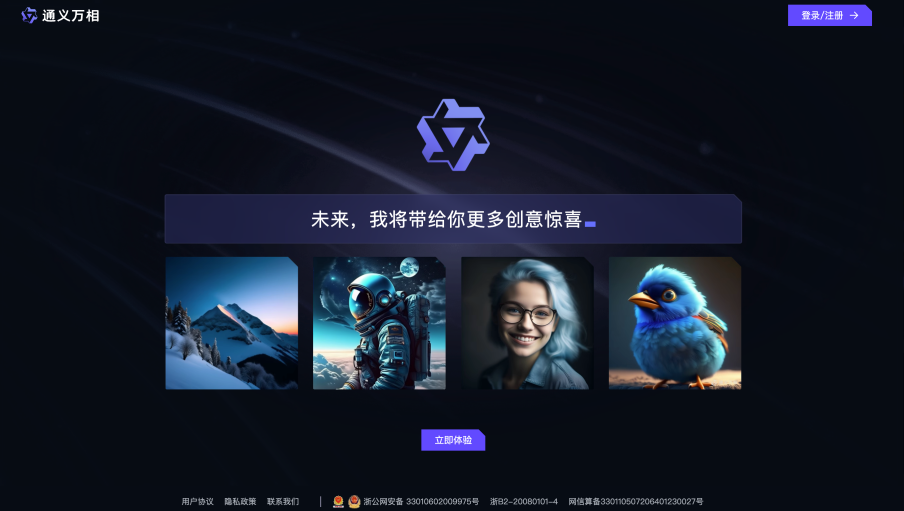 通义万相
登录/注册
未来，我将带给你更多创意惊喜
立即体验
用户协议 隐私政策 联系我们 | 浙公网安备 33010602009975号 浙B2-20080101-4 网信算备330110507206401230027号